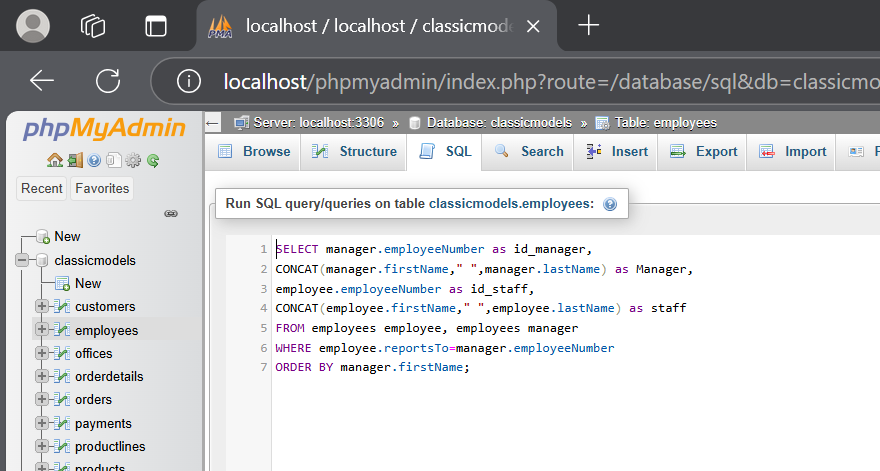 localhost / localhost / classicmod
localhost/phpmyadmin/index.php?route=/database/sql&db=classicmo
phpMyAdmin
Server: localhost:3306 » Database: classicmodels » Table: employees
Browse Structure SQL Search Insert Export Import
Recent Favorites
Run SQL query/queries on table classicmodels.employees:
New
classicmodels
New
customers
employees
offices
orderdetails
orders
payments
productlines
products
1 SELECT manager.employeeNumber as id_manager,
2 CONCAT(manager.firstName," ",manager.lastName) as Manager,
3 employee.employeeNumber as id_staff,
4 CONCAT(employee.firstName," ",employee.lastName) as staff
5 FROM employees employee, employees manager
6 WHERE employee.reportsTo=manager.employeeNumber
7 ORDER BY manager.firstName;